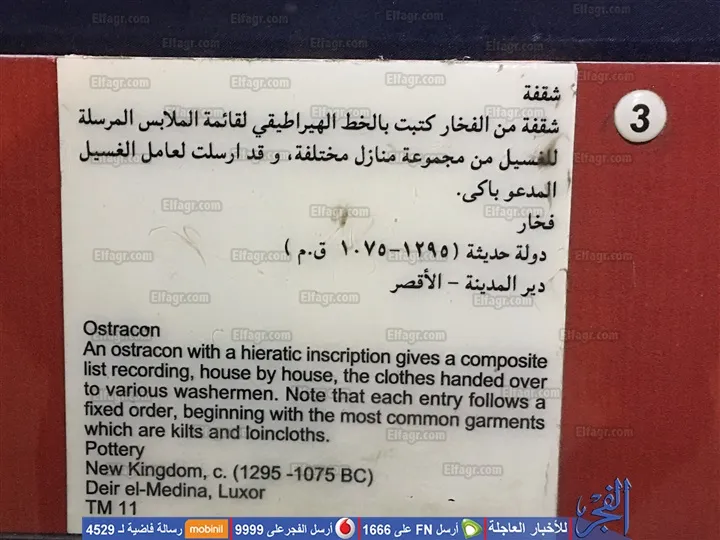 شقفة
شقفة من الفخار كتبت بالخط الهيراطيقي لقائمة الملابس المرسلة
للغسيل من مجموعة منازل مختلفة، و قد ارسلت لعامل الغسيل
المدعو باكى.
فخار
دولة حديثة (١٢٩٥-١٠٧٥ ق.م )
دير المدينة - الأقصر
3
Ostracon
An ostracon with a hieratic inscription gives a composite
list recording, house by house, the clothes handed over
to various washermen. Note that each entry follows a
fixed order, beginning with the most common garments
which are kilts and loincloths.
Pottery
New Kingdom, c. (1295 -1075 BC)
Deir el-Medina, Luxor
TM 11
الفجر
للأخبار العاجلة أرسل FN على 1666 أرسل الفجر على 9999 mobinil رسالة فاضية لـ 4529
Elfagr.com